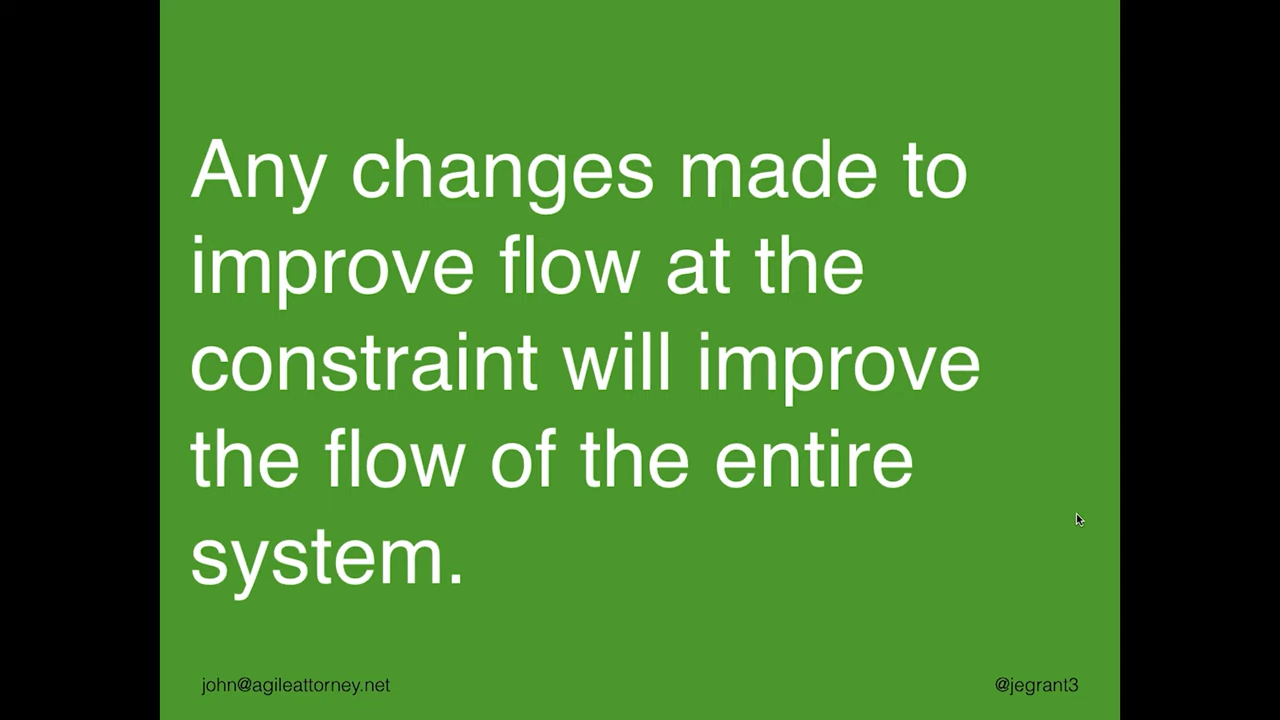 Any changes made to
improve flow at the
constraint will improve
the flow of the entire
system.
john@agileattorney.net
@jegrant3